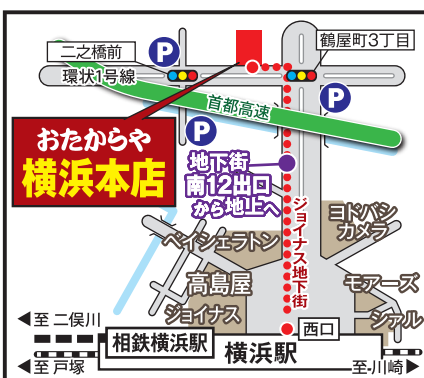 二之橋前
P
鶴屋町3丁目
環状1号線
P
首都高速
P
おたからや
横浜本店
地下街
南12出口
から地上へ
ジョイナス地下街
ヨドバシ
カメラ
ベイシェラトン
高島屋
モアーズ
ジョイナス
シァル
西口
至 二俣川
相鉄横浜駅
横浜駅
至 戸塚
至 川崎